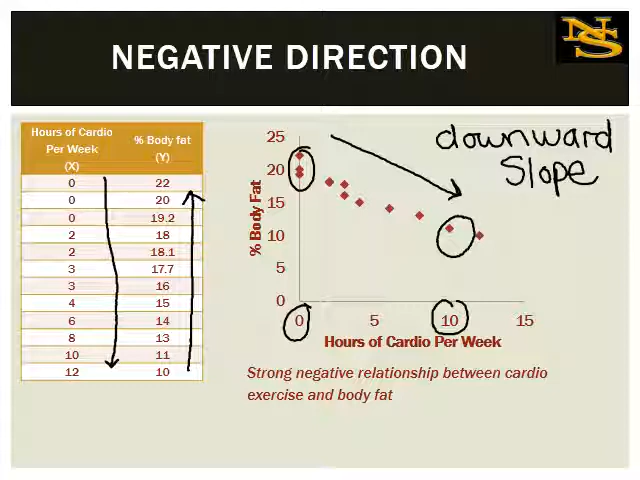 NEGATIVE DIRECTION
NS
Hours of Cardio Per Week (X) % Body fat (Y)
0 22
0 20
0 19.2
2 18
2 18.1
3 17.7
3 16
4 15
6 14
8 13
10 11
12 10
downward
Slope
25
20
15
10
5
0
% Body Fat
0 5 10 15
Hours of Cardio Per Week
Strong negative relationship between cardio
exercise and body fat